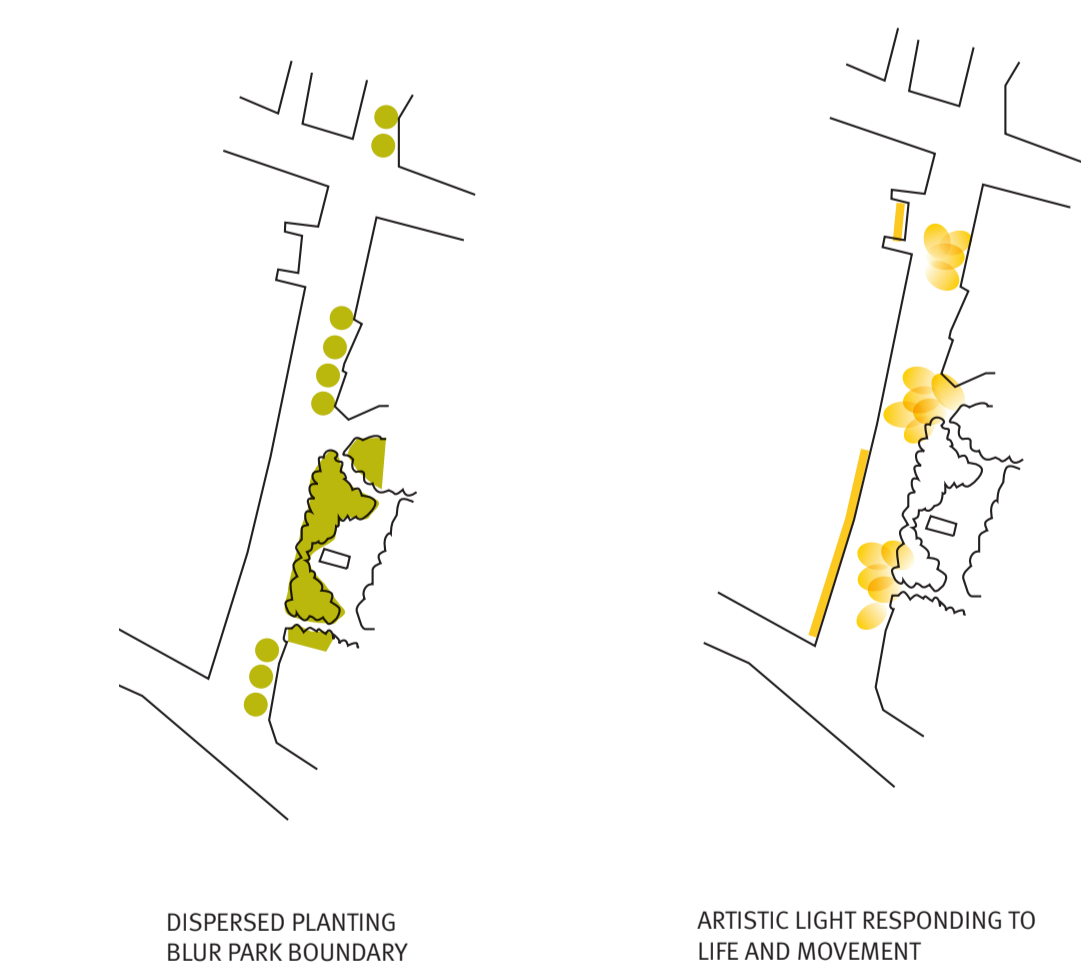 DISPERSED PLANTING
BLUR PARK BOUNDARY
ARTISTIC LIGHT RESPONDING TO
LIFE AND MOVEMENT